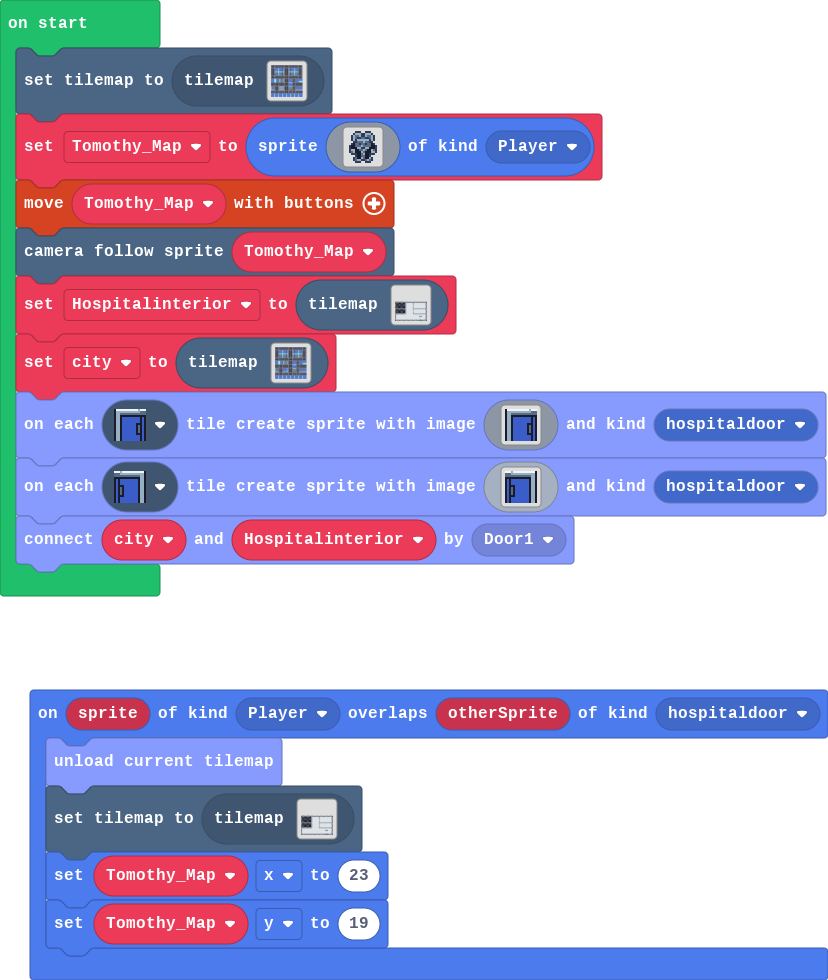 on start
set tilemap to tilemap
set Tomothy_Map to sprite of kind Player
move Tomothy_Map with buttons
camera follow sprite Tomothy_Map
set Hospitalinterior to tilemap
set city to tilemap
on each tile create sprite with image and kind hospitaldoor
on each tile create sprite with image and kind hospitaldoor
connect city and Hospitalinterior by Door1
on sprite of kind Player overlaps otherSprite of kind hospitaldoor
unload current tilemap
set tilemap to tilemap
set Tomothy_Map x to 23
set Tomothy_Map y to 19